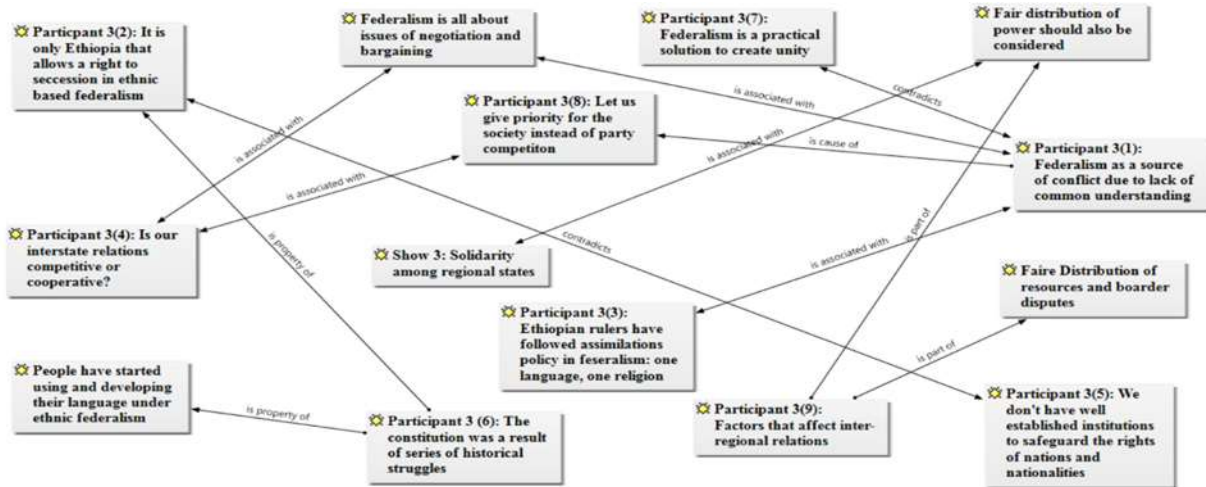 Particpant 3(2): It is
only Ethiopia that
allows a right to
seccession in ethnic
based federalism
Federalism is all about
issues of negotiation and
bargaining
Participant 3(7):
Federalism is a practical
solution to create unity
Fair distribution of
power should also be
considered
contradicts
is associated with
Participant 3(8): Let us
give priority for the
society instead of party
competiton
is associated with
is associated with
is cause of
Participant 3(1):
Federalism as a source
of conflict due to lack of
common understanding
is associated with
is part of
Participant 3(4): Is our
interstate relations
competitive or
cooperative?
is property of
contradicts
Show 3: Solidarity
among regional states
is associated with
Faire Distribution of
resources and boarder
disputes
Participant 3(3):
Ethiopian rulers have
followed assimilations
policy in feseralism: one
language, one religion
is part of
People have started
using and developing
their language under
ethnic federalism
is property of
Participant 3 (6): The
constitution was a result
of series of historical
struggles
Participant 3(9):
Factors that affect inter-
regional relations
Participant 3(5): We
don't have well
established institutions
to safeguard the rights
of nations and
nationalities